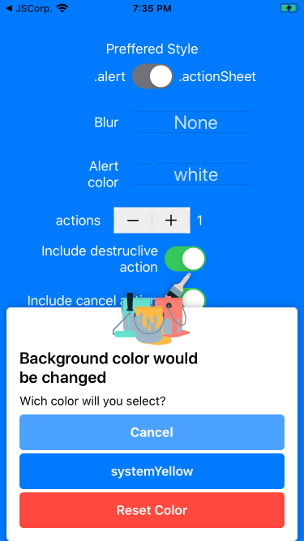 JSCorp.
7:35 PM
Preffered Style
.alert
.actionSheet
Blur
None
Alert
color
white
actions
1
Include destruclive
action
Include cancel action
Background color would
be changed
Wich color will you select?
Cancel
systemYellow
Reset Color